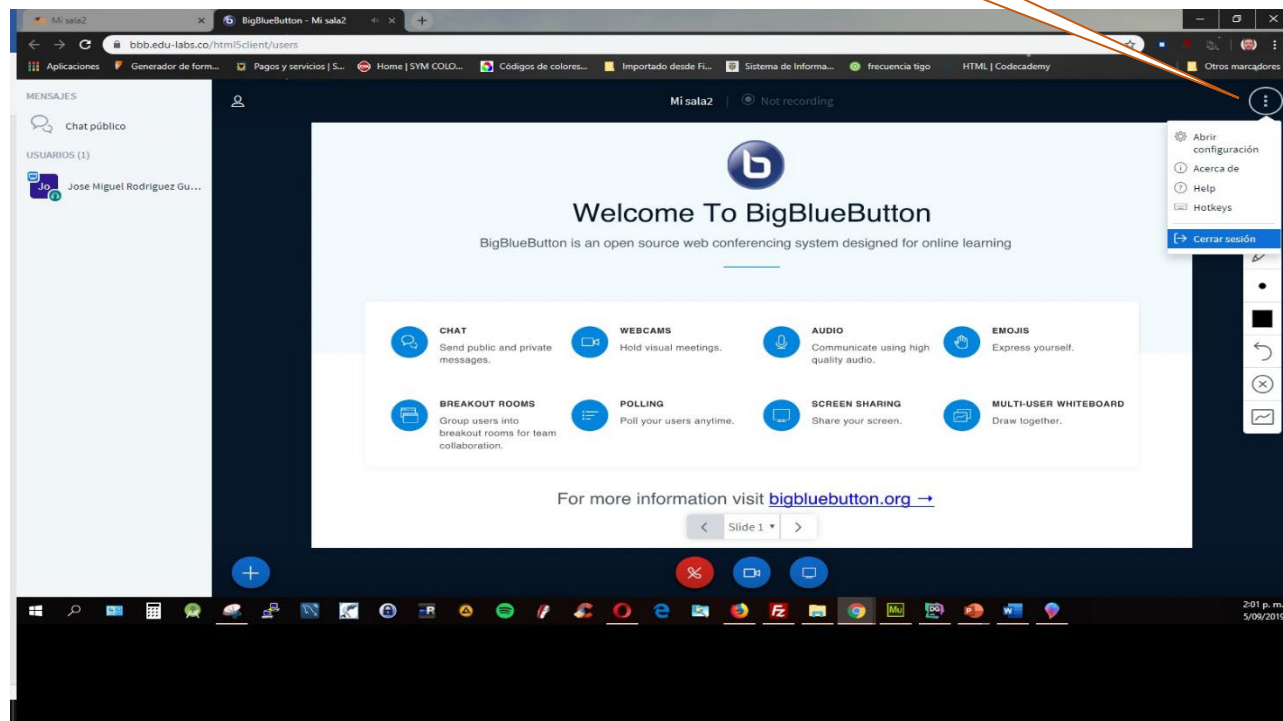 Mi sala2
BigBlueButton - Mi sala2
bbb.edu-labs.co/html5client/users
Aplicaciones
Generador de form...
Pagos y servicios | S...
Home | SYM COLO...
Códigos de colores...
Importado desde Fi...
Sistema de Informa...
frecuencia tigo
HTML | Codecademy
Otros marcadores
MENSAJES
Chat público
USUARIOS (1)
Jo
Jose Miguel Rodriguez Gu...
Mi sala2 | Not recording
Abrir
configuración
Acerca de
Help
Hotkeys
Cerrar sesión
b
Welcome To BigBlueButton
BigBlueButton is an open source web conferencing system designed for online learning
CHAT
Send public and private
messages.
WEBCAMS
Hold visual meetings.
AUDIO
Communicate using high
quality audio.
EMOJIS
Express yourself.
BREAKOUT ROOMS
Group users into
breakout rooms for team
collaboration.
POLLING
Poll your users anytime.
SCREEN SHARING
Share your screen.
MULTI-USER WHITEBOARD
Draw together.
For more information visit bigbluebutton.org →
Slide 1
Mu
2:01 p. m.
5/09/2019